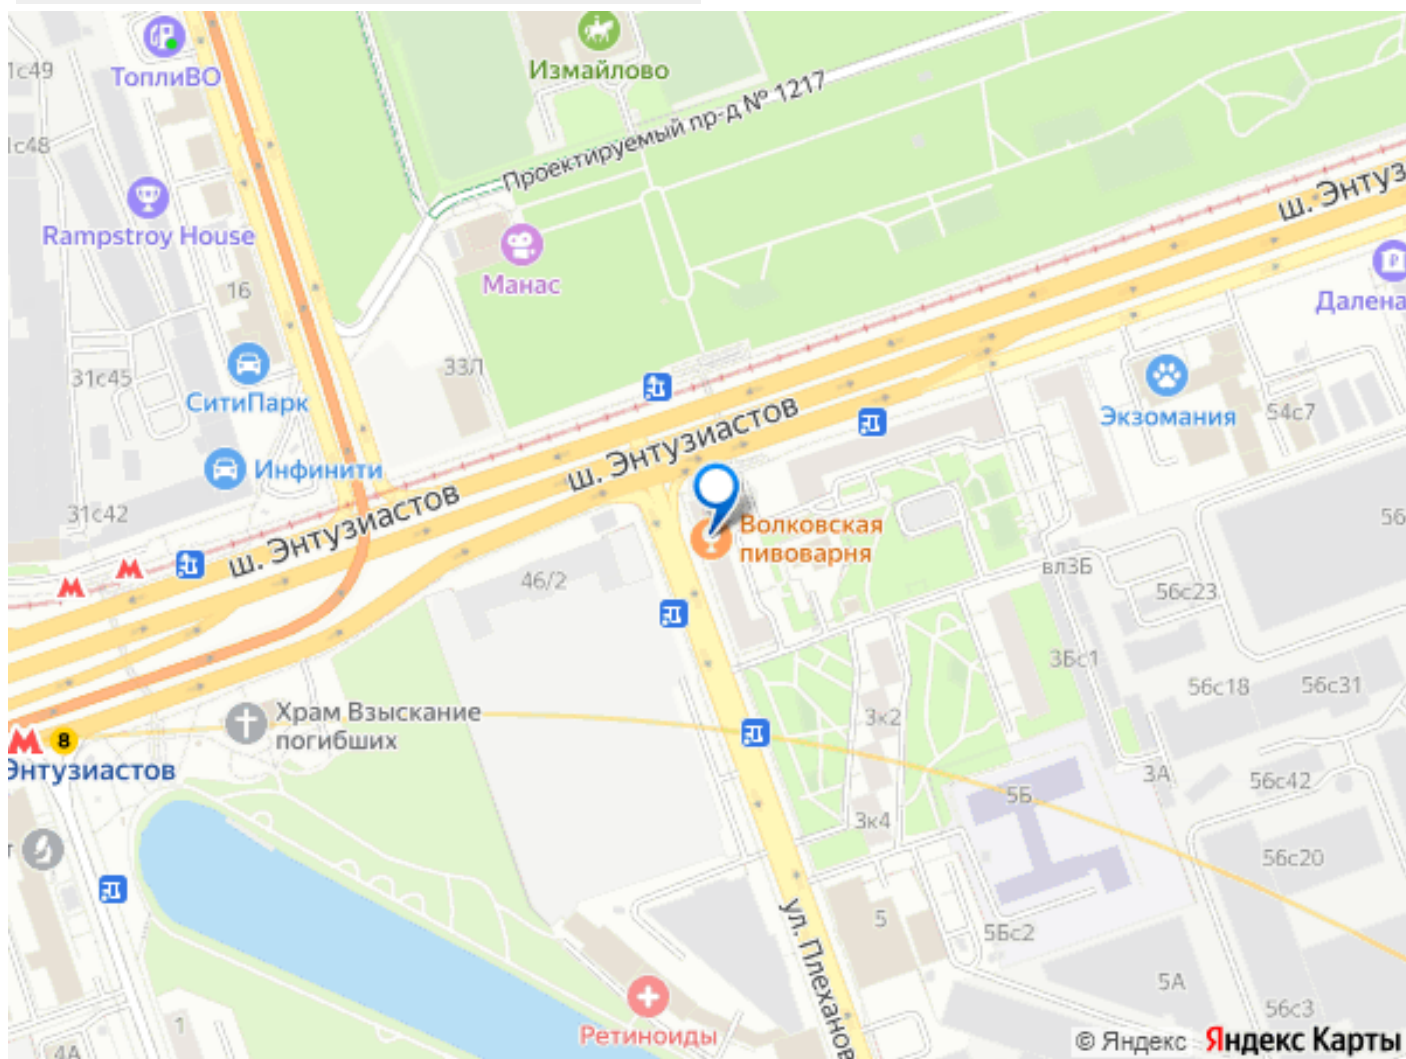 ТоплиВО
Измайлово
1с49
Проектируемый пр-д № 1217
1с48
ш. Энтуз
Rampstroy House
Манас
16
Далена
33Л
31с45
СитиПарк
Экзомания
54с7
ш. Энтузиастов
Инфинити
31с42
ш. Энтузиастов
Волковская
пивоварня
56
46/2
вл3Б
56с23
3Бс1
56с18
56с31
Храм Взыскание
погибших
3к2
8
Энтузиастов
3А
56с42
5Б
3к4
т
56с20
ул. Плеханов
5
5Бс2
5А
Ретиноиды
56с3
1
4А
© Яндекс Яндекс Карты